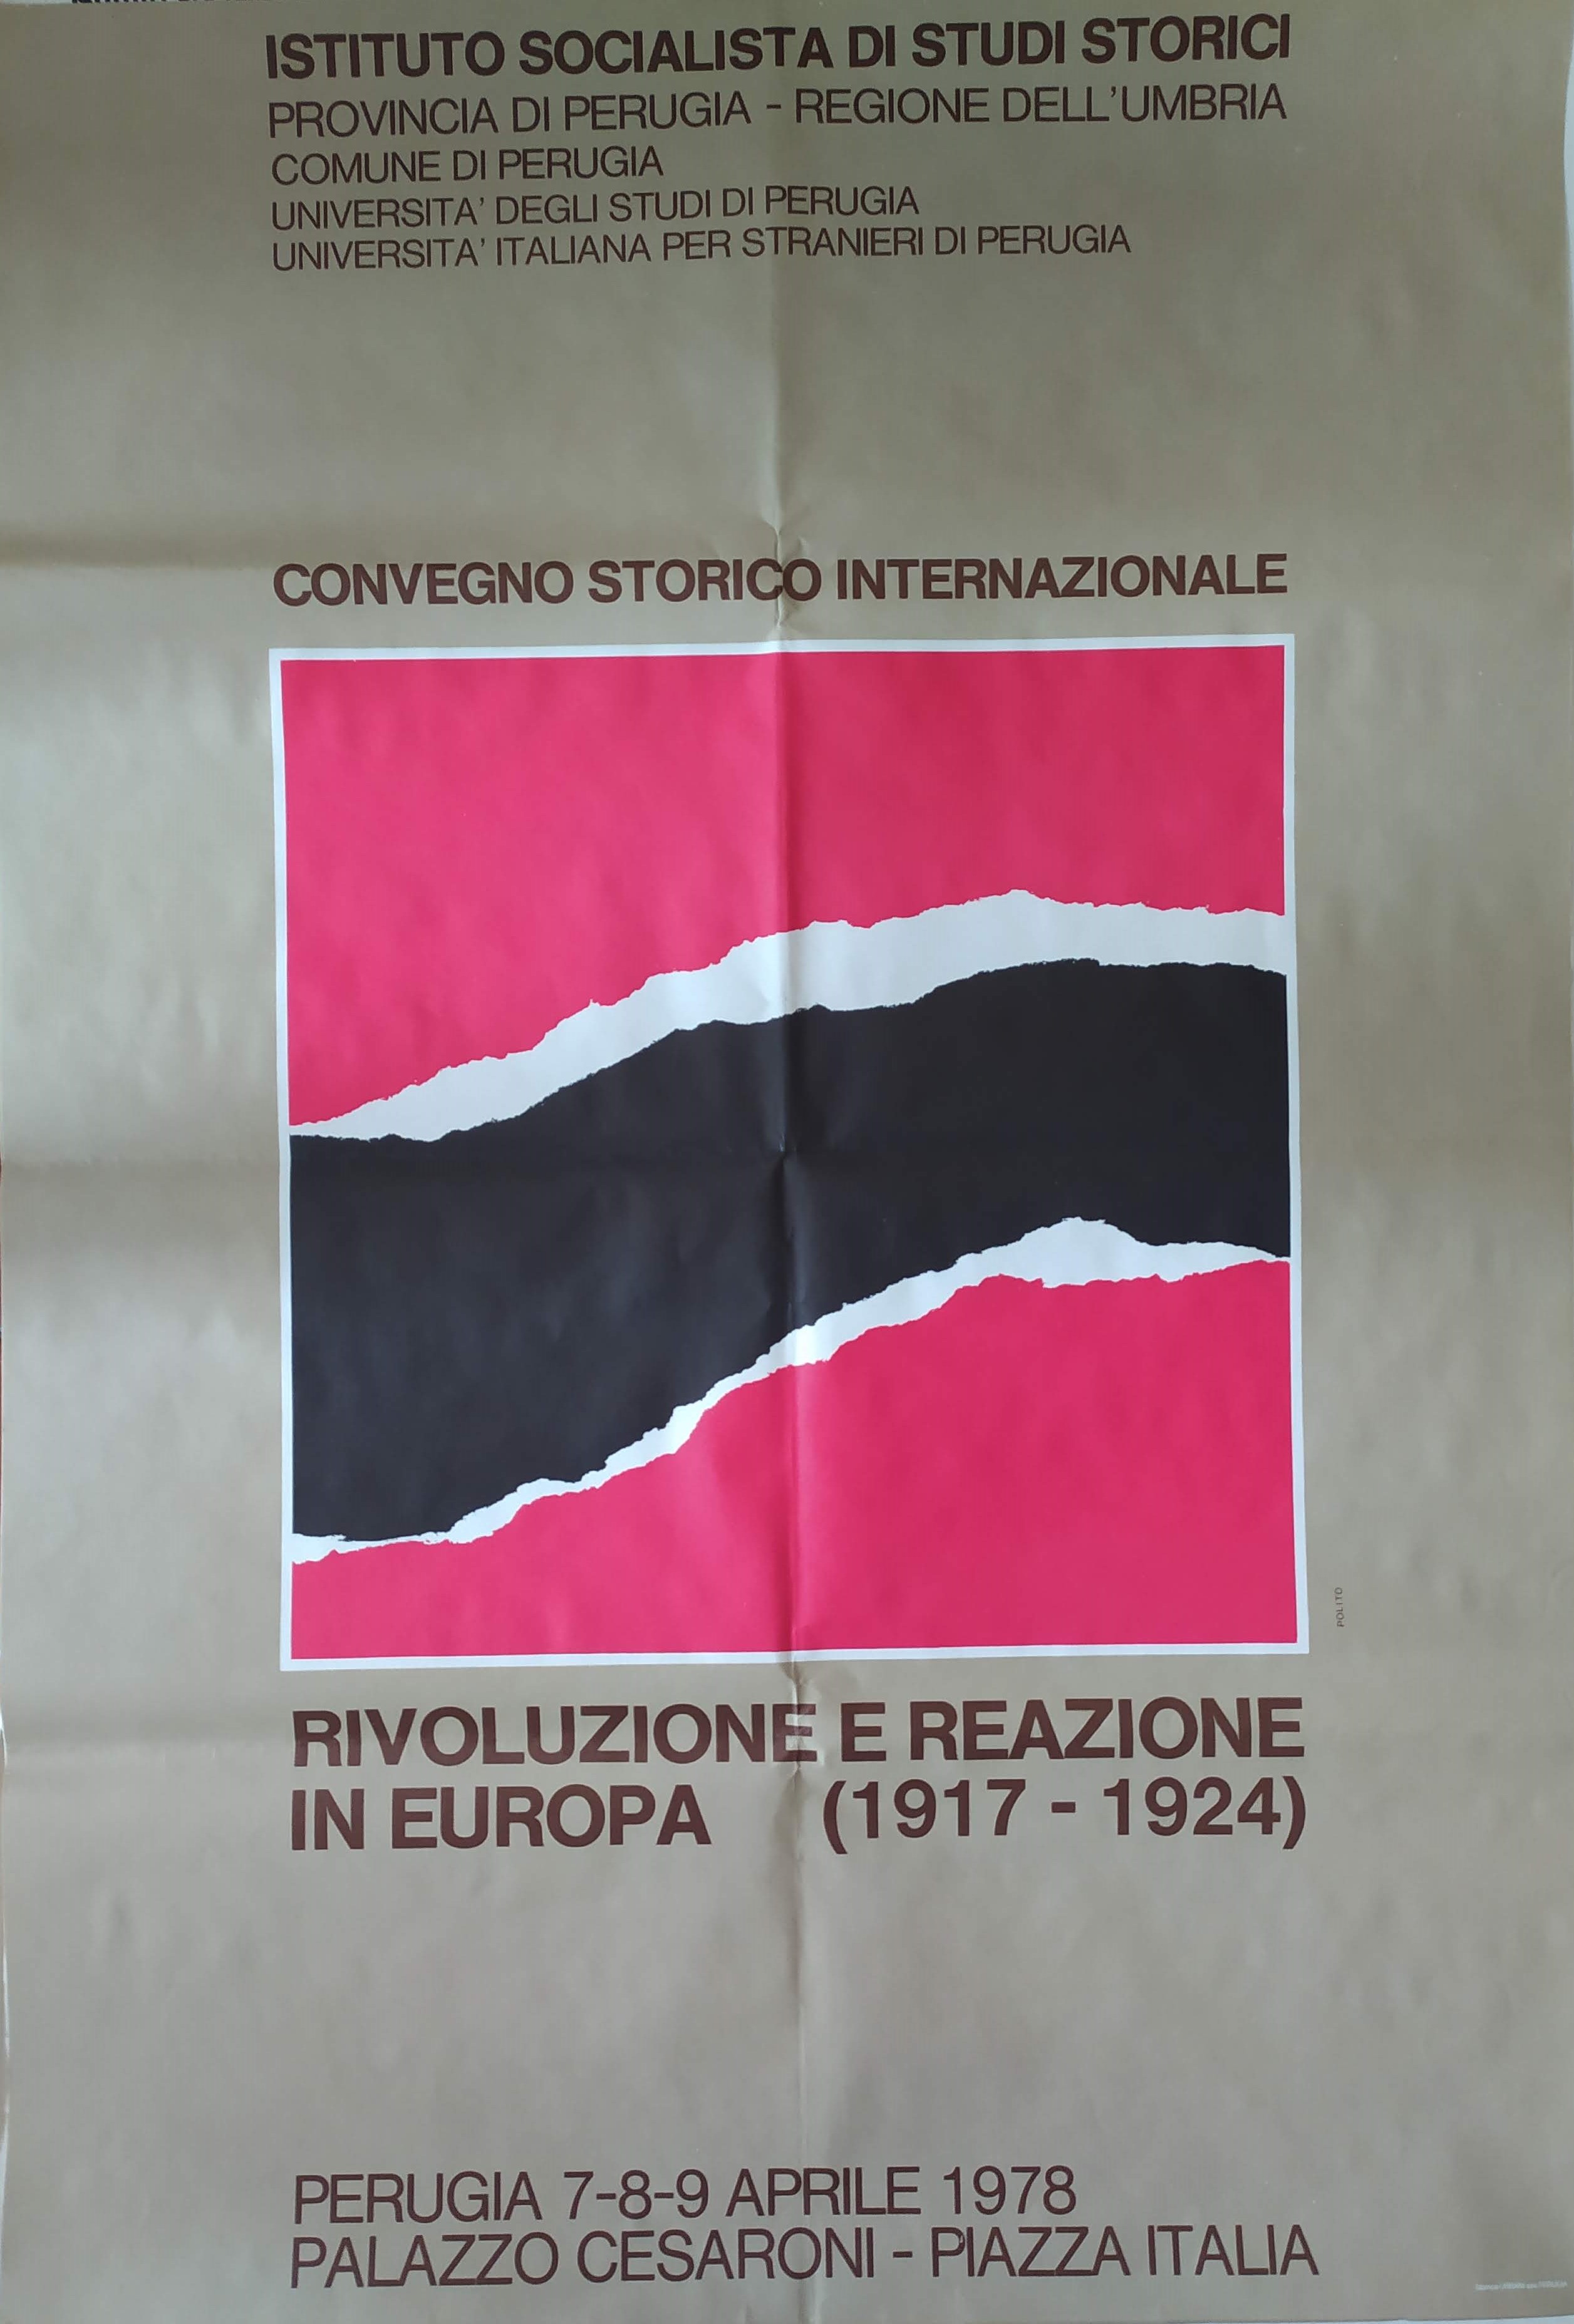 ISTITUTO SOCIALISTA DI STUDI STORICI
PROVINCIA DI PERUGIA - REGIONE DELL'UMBRIA
COMUNE DI PERUGIA
UNIVERSITA' DEGLI STUDI DI PERUGIA
UNIVERSITA' ITALIANA PER STRANIERI DI PERUGIA
CONVEGNO STORICO INTERNAZIONALE
POLITO
RIVOLUZIONE E REAZIONE
IN EUROPA (1917 - 1924)
PERUGIA 7-8-9 APRILE 1978
PALAZZO CESARONI - PIAZZA ITALIA